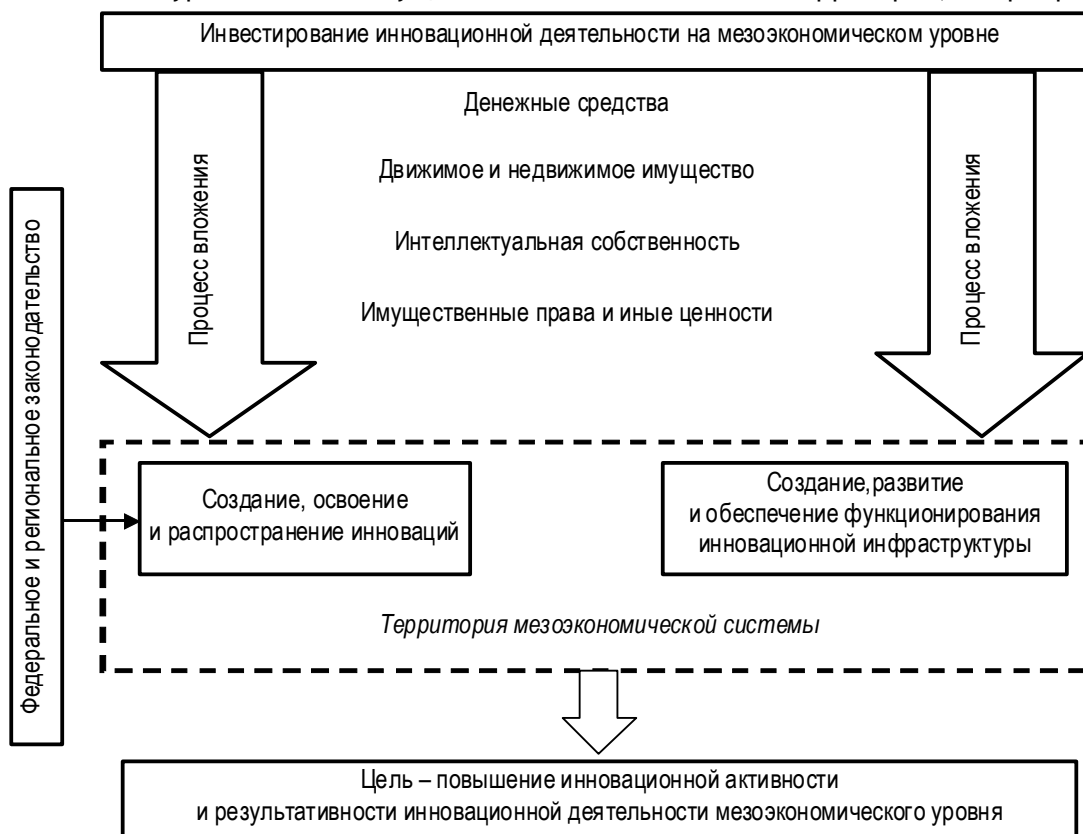 Инвестирование инновационной деятельности на мезоэкономическом уровне
Денежные средства
Движимое и недвижимое имущество
Интеллектуальная собственность
Имущественные права и иные ценности
Процесс вложения
Процесс вложения
Федеральное и региональное законодательство
Создание, освоение
и распространение инноваций
Создание,развитие
и обеспечение функционирования
инновационной инфраструктуры
Территория мезоэкономической системы
Цель – повышение инновационной активности
и результативности инновационной деятельности мезоэкономического уровня